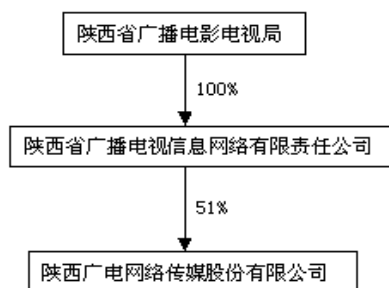 陕西省广播电影电视局
100%
陕西省广播电视信息网络有限责任公司
51%
陕西广电网络传媒股份有限公司